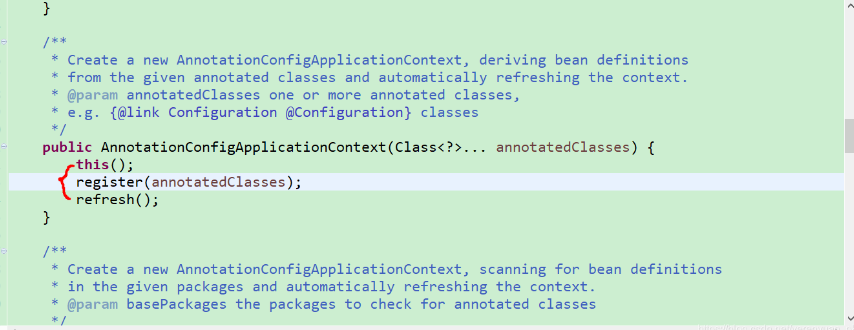 }
/**
* Create a new AnnotationConfigApplicationContext, deriving bean definitions
* from the given annotated classes and automatically refreshing the context.
* @param annotatedClasses one or more annotated classes,
* e.g. {@link Configuration @Configuration} classes
*/
public AnnotationConfigApplicationContext(Class<?>... annotatedClasses) {
this();
register(annotatedClasses);
refresh();
}
/**
* Create a new AnnotationConfigApplicationContext, scanning for bean definitions
* in the given packages and automatically refreshing the context.
* @param basePackages the packages to check for annotated classes
*/